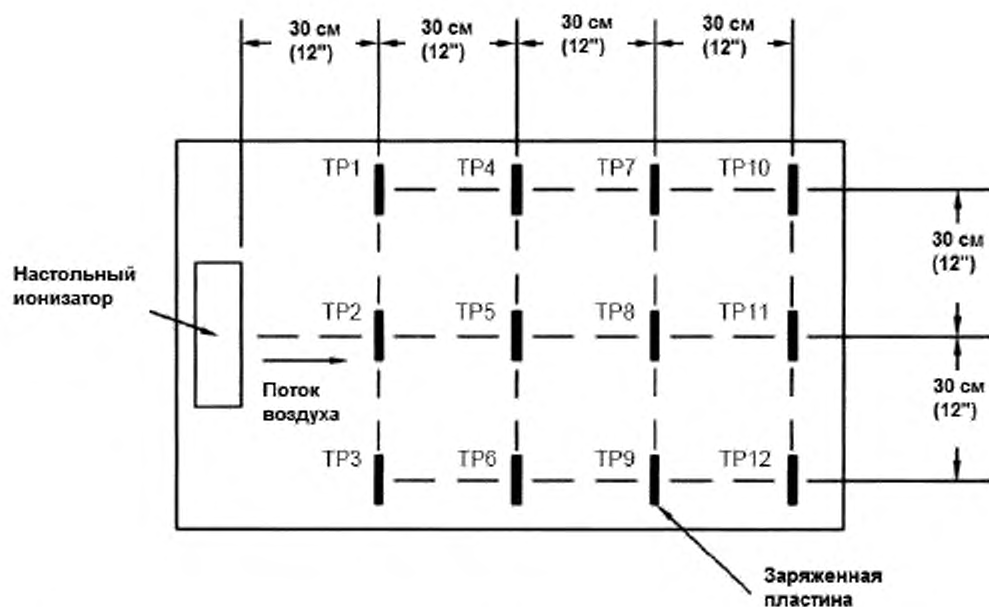 30 см
(12")
30 см
(12")
30 см
(12")
30 см
(12")
TP1
TP4
TP7
TP10
30 см
(12")
Настольный
ионизатор
TP2
TP5
TP8
TP11
Поток
воздуха
30 см
(12")
TP3
TP6
TP9
TP12
Заряженная
пластина